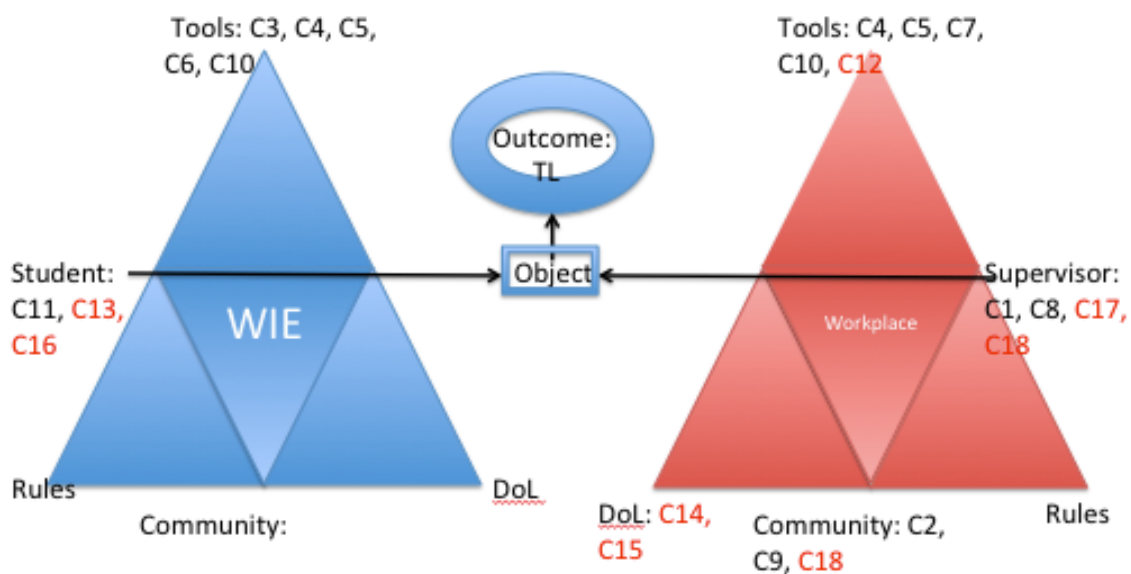 Tools: C3, C4, C5,
C6, C10
Tools: C4, C5, C7,
C10, C12
Outcome:
TL
Student:
C11, C13,
C16
Object
Supervisor:
C1, C8, C17,
C18
WIE
Workplace
Rules
DoL
Community:
DoL: C14,
C15
Community: C2,
C9, C18
Rules